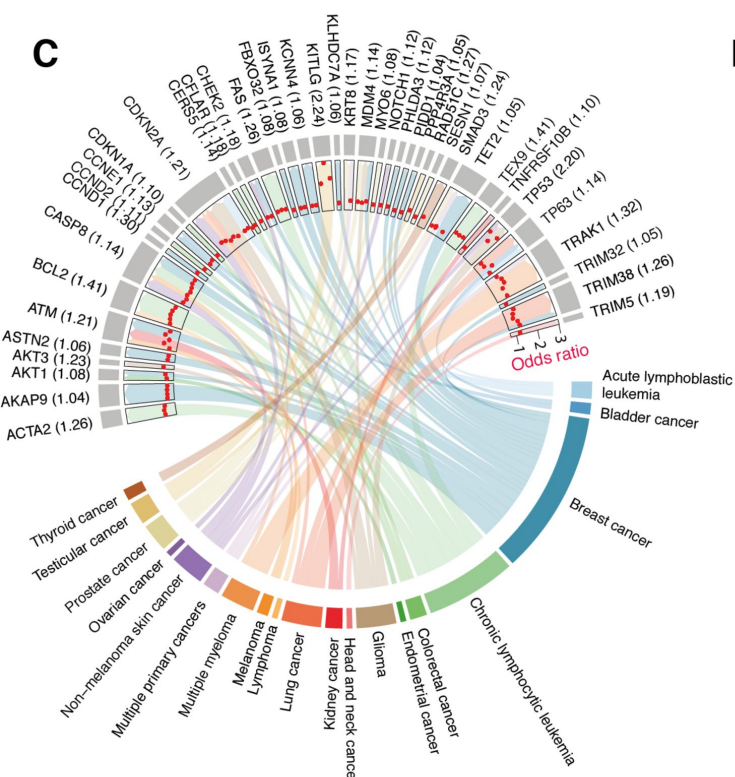 C
ACTA2 (1.26)
AKAP9 (1.04)
AKT1 (1.08)
AKT3 (1.23)
ASTN2 (1.06)
ATM (1.21)
BCL2 (1.41)
CASP8 (1.14)
CCND1 (1.30)
CCND2 (1.11)
CCNE1 (1.13)
CDKN1A (1.10)
CDKN2A (1.21)
CERS5 (1.14)
CFLAR (1.18)
CHEK2 (1.18)
FAS (1.26)
FBXO32 (1.08)
ISYNA1 (1.08)
KCNN4 (1.06)
KITLG (2.24)
KLHDC7A (1.06)
KRT8 (1.17)
MDM4 (1.14)
MYO6 (1.08)
NOTCH1 (1.12)
PHLDA3 (1.12)
PIDD1 (1.04)
PPP4R3A (1.05)
RAD51C (1.27)
SESN1 (1.07)
SMAD3 (1.24)
TET2 (1.05)
TEX9 (1.41)
TNFRSF10B (1.10)
TP53 (2.20)
TP63 (1.14)
TRAK1 (1.32)
TRIM32 (1.05)
TRIM38 (1.26)
TRIM5 (1.19)
1 2 3
Odds ratio
Acute lymphoblastic
leukemia
Bladder cancer
Breast cancer
Chronic lymphocytic leukemia
Colorectal cancer
Endometrial cancer
Glioma
Head and neck cance
Kidney cancer
Lung cancer
Lymphoma
Melanoma
Multiple myeloma
Multiple primary cancers
Non−melanoma skin cancer
Ovarian cancer
Prostate cancer
Testicular cancer
Thyroid cancer